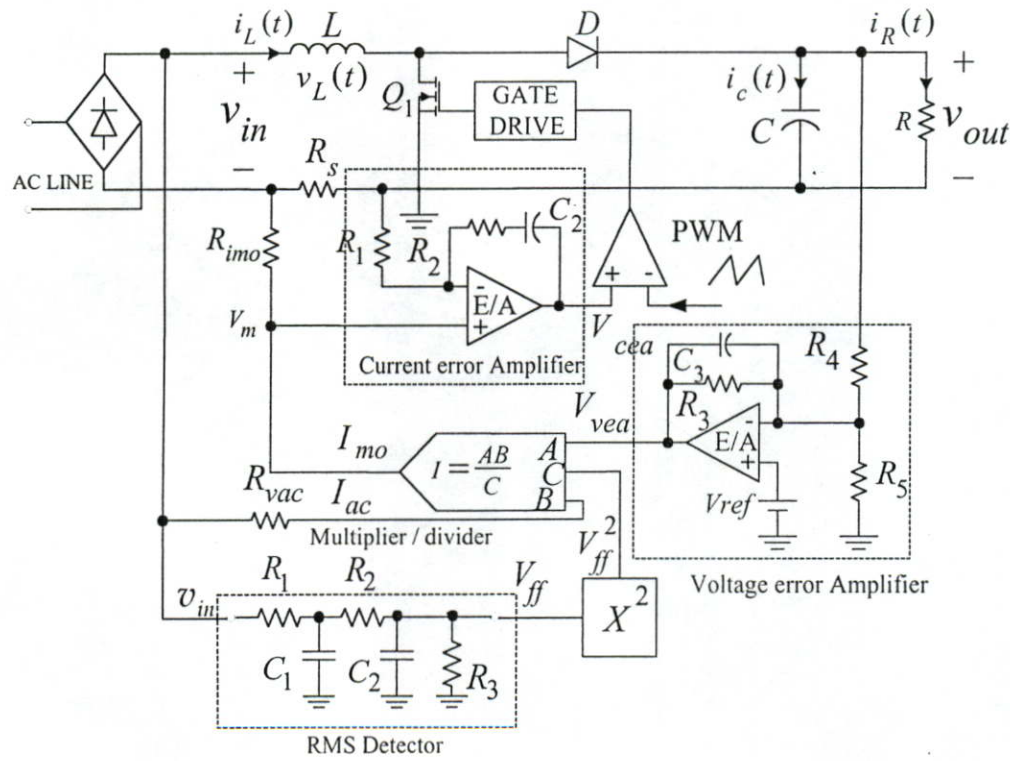 i_L(t)
L
D
i_R(t)
+
v_L(t)
Q_1
GATE
DRIVE
i_c(t)
C
R
+
v_in
v_out
−
−
AC LINE
R_s
R_imo
R_1
R_2
C_2
PWM
+ -
-
E/A
+
V_m
V_cea
Current error Amplifier
C_3
R_3
R_4
V_vea
-
E/A
+
R_5
Vref
I_mo
I = AB/C
A
C
B
R_vac
I_ac
Multiplier / divider
V_ff^2
Voltage error Amplifier
v_in
R_1
R_2
V_ff
X^2
C_1
C_2
R_3
RMS Detector